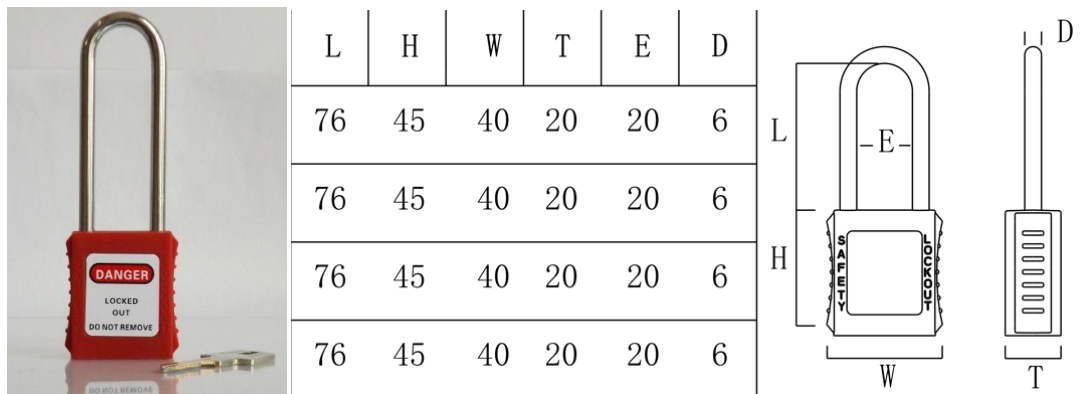 DANGER
LOCKED
OUT
DO NOT REMOVE
L H W T E D
76 45 40 20 20 6
76 45 40 20 20 6
76 45 40 20 20 6
76 45 40 20 20 6
D
L
E
H
SAFETY
LOCKOUT
W
T